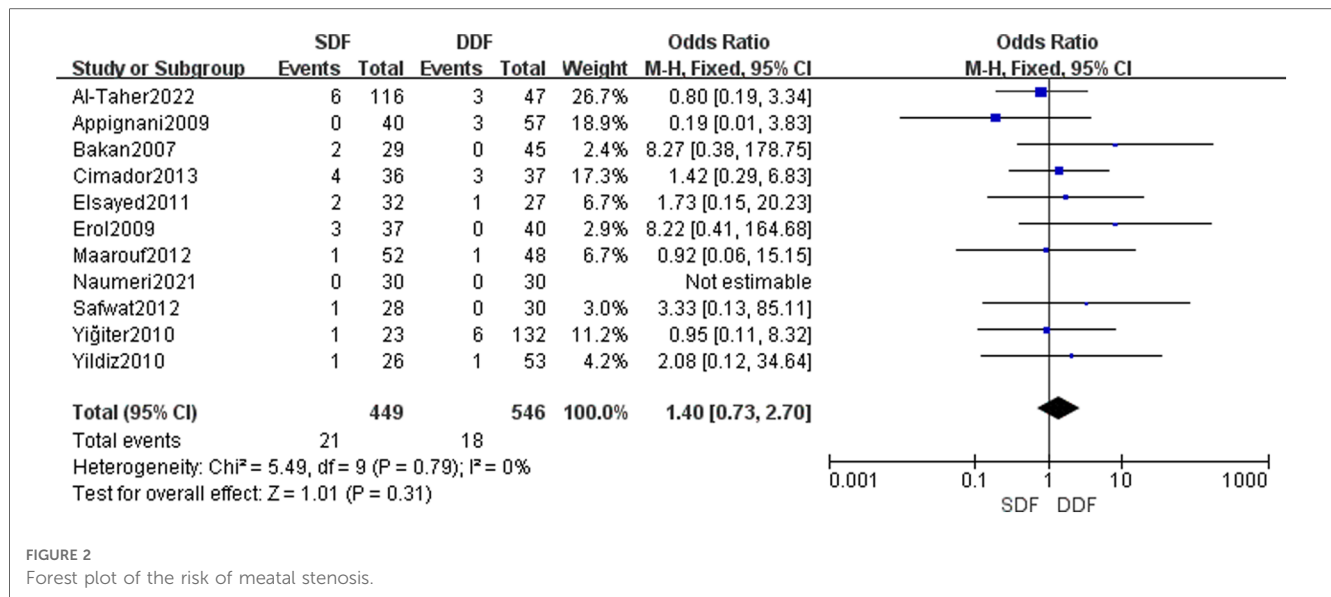 SDF DDF Odds Ratio Odds Ratio
Study or Subgroup Events Total Events Total Weight M-H, Fixed, 95% CI M-H, Fixed, 95% CI
Al-Taher2022 6 116 3 47 26.7% 0.80 [0.19, 3.34]
Appignani2009 0 40 3 57 18.9% 0.19 [0.01, 3.83]
Bakan2007 2 29 0 45 2.4% 8.27 [0.38, 178.75]
Cimador2013 4 36 3 37 17.3% 1.42 [0.29, 6.83]
Elsayed2011 2 32 1 27 6.7% 1.73 [0.15, 20.23]
Erol2009 3 37 0 40 2.9% 8.22 [0.41, 164.68]
Maarouf2012 1 52 1 48 6.7% 0.92 [0.06, 15.15]
Naumeri2021 0 30 0 30 Not estimable
Safwat2012 1 28 0 30 3.0% 3.33 [0.13, 85.11]
Yiğiter2010 1 23 6 132 11.2% 0.95 [0.11, 8.32]
Yildiz2010 1 26 1 53 4.2% 2.08 [0.12, 34.64]
Total (95% CI) 449 546 100.0% 1.40 [0.73, 2.70]
Total events 21 18
Heterogeneity: Chi² = 5.49, df = 9 (P = 0.79); I² = 0%
Test for overall effect: Z = 1.01 (P = 0.31)
0.001 0.1 1 10 1000
SDF DDF
FIGURE 2
Forest plot of the risk of meatal stenosis.